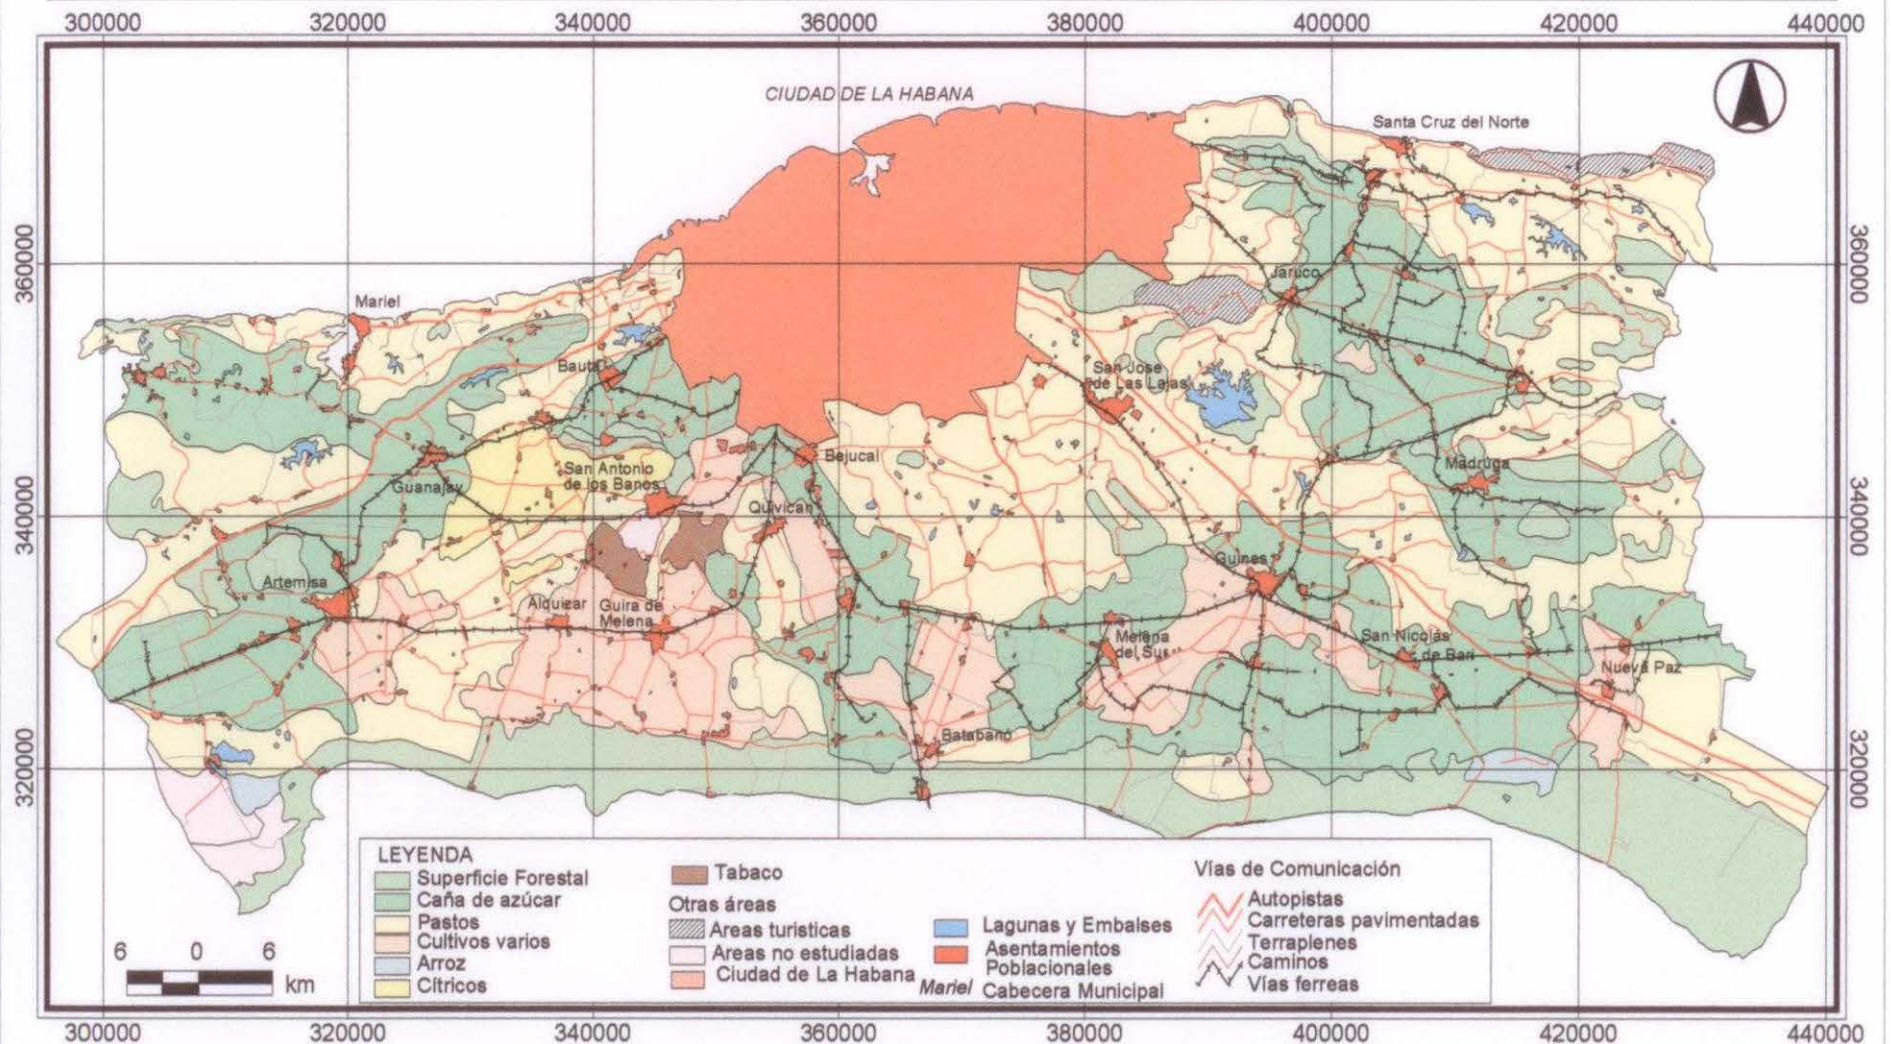 300000 320000 340000 360000 380000 400000 420000 440000
CIUDAD DE LA HABANA
Santa Cruz del Norte
360000 360000
Jaruco
Mariel
Bauta
San Jose
de Las Lajas
Bejucal
San Antonio
de los Banos
Madruga
Guanajay
Quivican
340000 340000
Guines
Artemisa
Alquizar
Guira de
Melena
Melena
del Sur
San Nicolás
de Bari
Nueva Paz
Batabanó
320000 320000
LEYENDA
Superficie Forestal
Caña de azúcar
Pastos
Cultivos varios
Arroz
Cítricos
Tabaco
Otras áreas
Areas turisticas
Areas no estudiadas
Ciudad de La Habana
Lagunas y Embalses
Asentamientos
Poblacionales
Mariel Cabecera Municipal
Vías de Comunicación
Autopistas
Carreteras pavimentadas
Terraplenes
Caminos
Vías ferreas
6 0 6
km
300000 320000 340000 360000 380000 400000 420000 440000